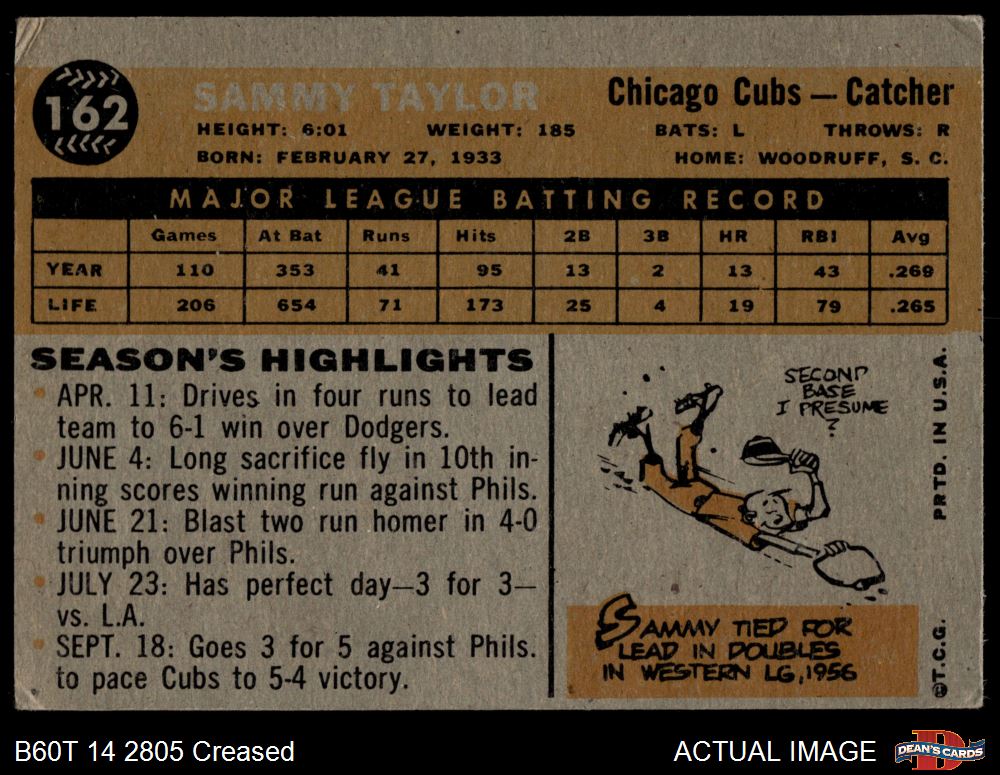 162
SAMMY TAYLOR
Chicago Cubs — Catcher
HEIGHT: 6:01 WEIGHT: 185 BATS: L THROWS: R
BORN: FEBRUARY 27, 1933 HOME: WOODRUFF, S. C.
MAJOR LEAGUE BATTING RECORD
Games At Bat Runs Hits 2B 3B HR RBI Avg
YEAR 110 353 41 95 13 2 13 43 .269
LIFE 206 654 71 173 25 4 19 79 .265
SEASON'S HIGHLIGHTS
APR. 11: Drives in four runs to lead
team to 6-1 win over Dodgers.
JUNE 4: Long sacrifice fly in 10th in-
ning scores winning run against Phils.
JUNE 21: Blast two run homer in 4-0
triumph over Phils.
JULY 23: Has perfect day—3 for 3—
vs. L.A.
SEPT. 18: Goes 3 for 5 against Phils.
to pace Cubs to 5-4 victory.
SECOND
BASE
I PRESUME
?
SAMMY TIED FOR
LEAD IN DOUBLES
IN WESTERN LG, 1956
PRTD. IN U.S.A.
©T.C.G.
B60T 14 2805 Creased
ACTUAL IMAGE
DEAN'S CARDS